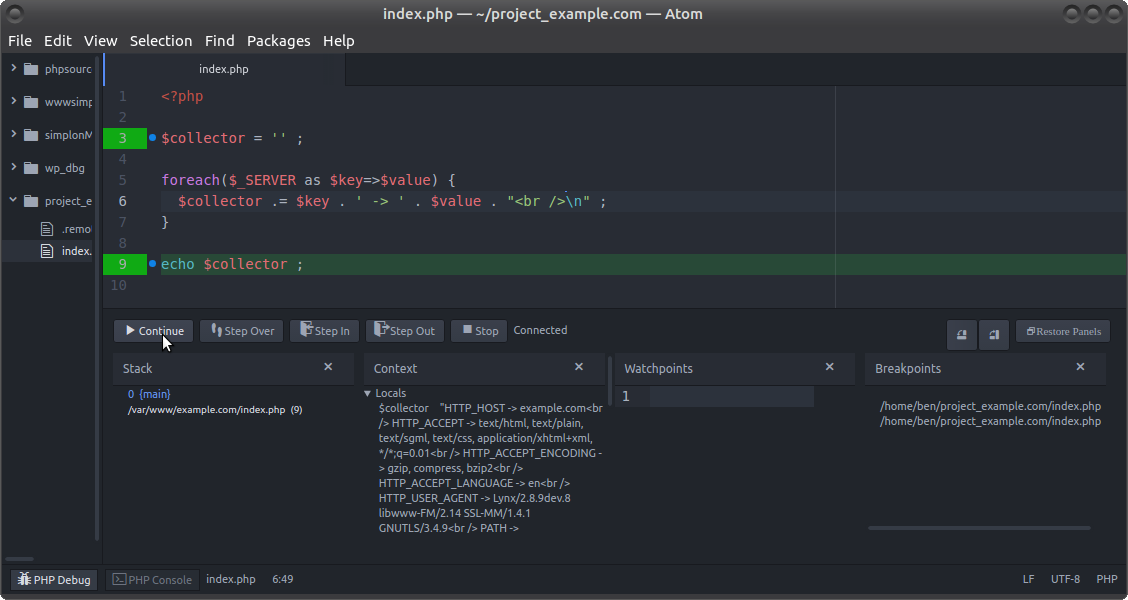 index.php — ~/project_example.com — Atom
File Edit View Selection Find Packages Help
phpsourc
wwwsimp
simplonM
wp_dbg
project_e
.remo
index.
index.php
1 <?php
2
3 $collector = '' ;
4
5 foreach($_SERVER as $key=>$value) {
6 $collector .= $key . ' -> ' . $value . "<br />\n" ;
7 }
8
9 echo $collector ;
10
Continue Step Over Step In Step Out Stop Connected Restore Panels
Stack
0 {main}
/var/www/example.com/index.php (9)
Context
Locals
$collector "HTTP_HOST -> example.com<br
/> HTTP_ACCEPT -> text/html, text/plain,
text/sgml, text/css, application/xhtml+xml,
*/*;q=0.01<br /> HTTP_ACCEPT_ENCODING -
> gzip, compress, bzip2<br />
HTTP_ACCEPT_LANGUAGE -> en<br />
HTTP_USER_AGENT -> Lynx/2.8.9dev.8
libwww-FM/2.14 SSL-MM/1.4.1
GNUTLS/3.4.9<br /> PATH ->
Watchpoints
1
Breakpoints
/home/ben/project_example.com/index.php
/home/ben/project_example.com/index.php
PHP Debug PHP Console index.php 6:49 LF UTF-8 PHP